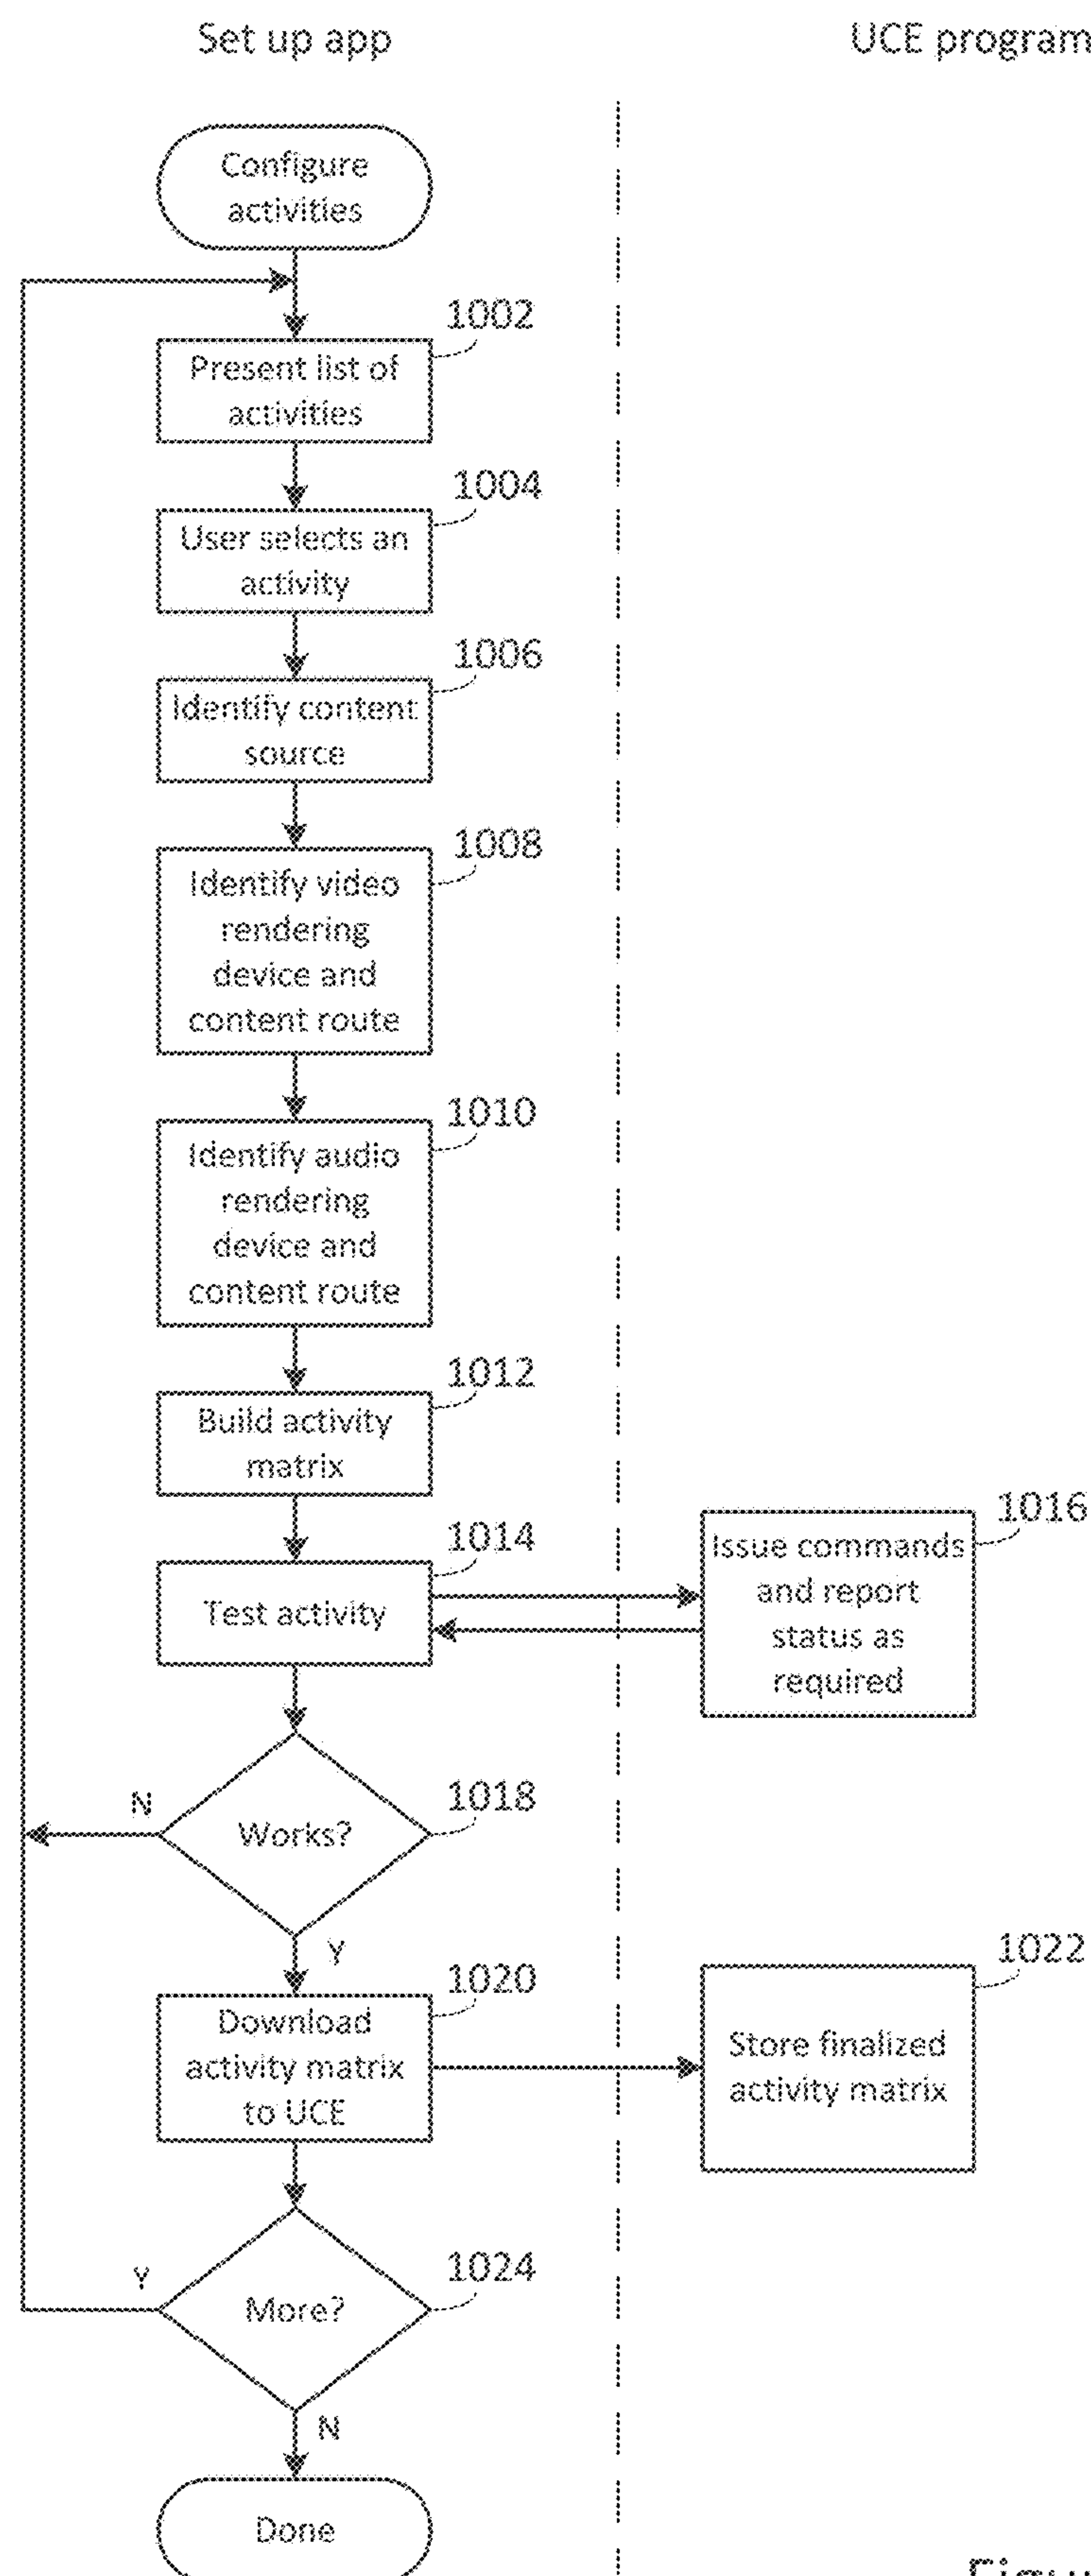 Set up app
UCE program
Configure
activities
1002
Present list of
activities
1004
User selects an
activity
1006
Identify content
source
1008
Identify video
rendering
device and
content route
1010
Identify audio
rendering
device and
content route
1012
Build activity
matrix
1014
Test activity
1016
Issue commands
and report
status as
required
N
1018
Works?
Y
1020
Download
activity matrix
to UCE
1022
Store finalized
activity matrix
Y
1024
More?
N
Done